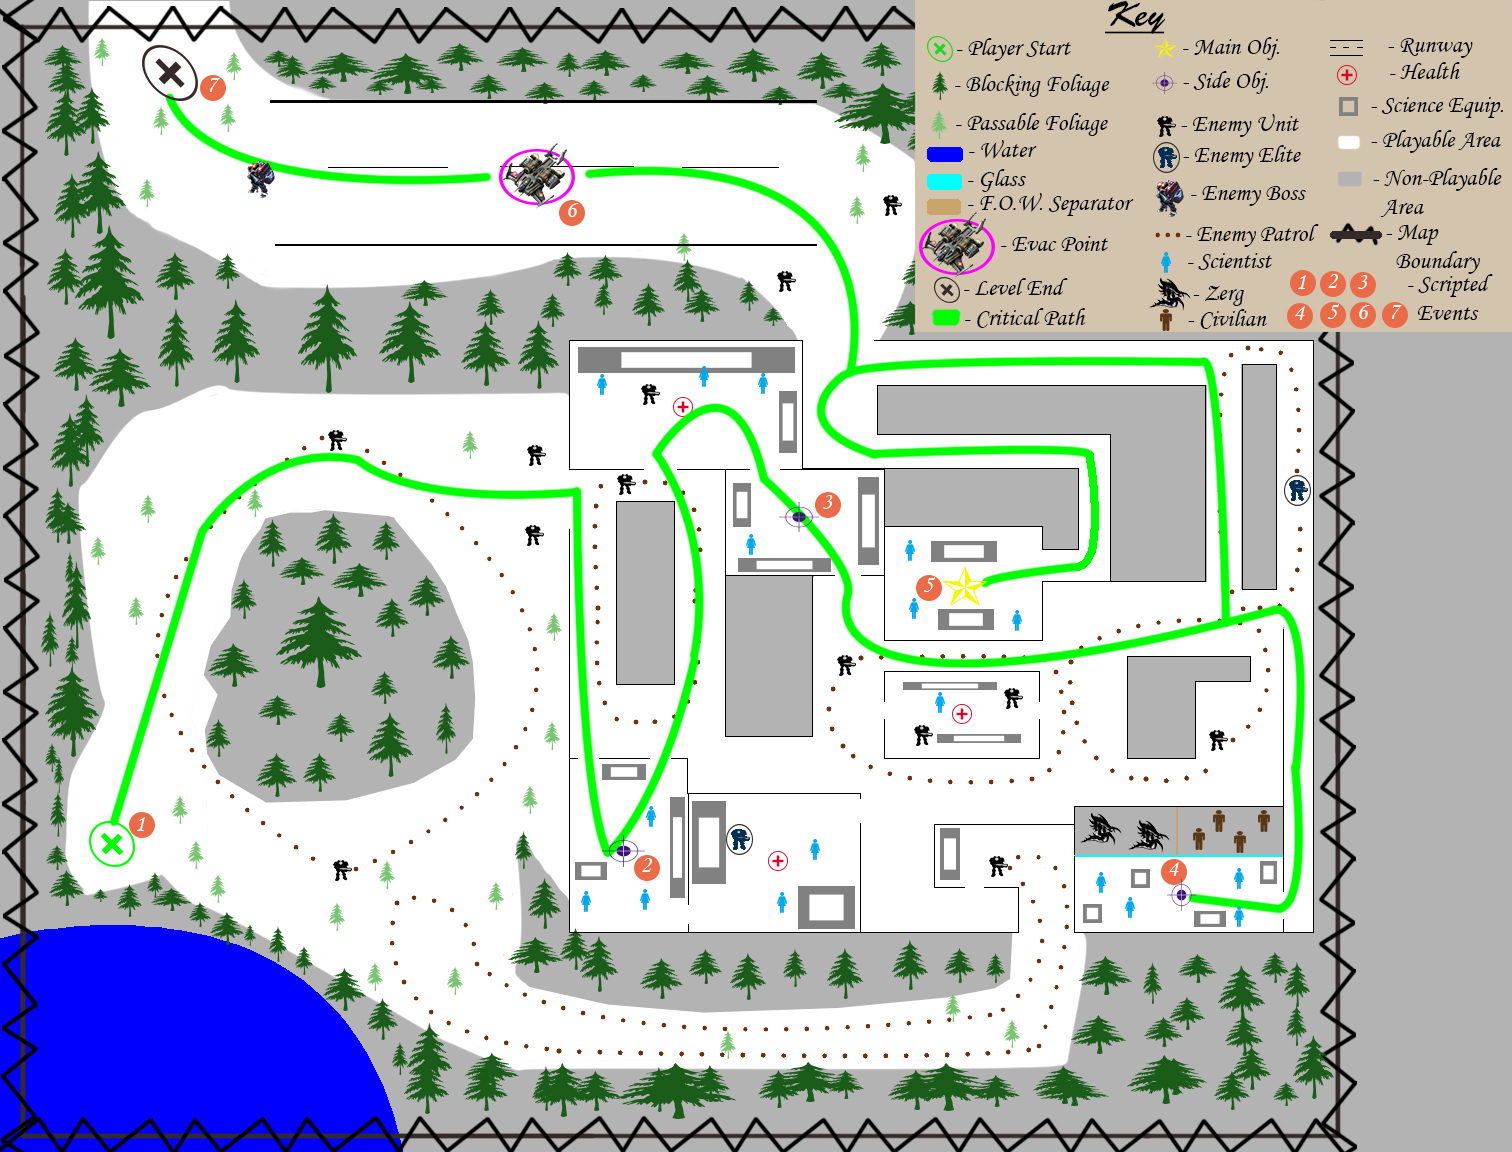 Key
- Player Start
- Blocking Foliage
- Passable Foliage
- Water
- Glass
- F.O.W. Separator
- Evac Point
- Level End
- Critical Path
- Main Obj.
- Side Obj.
- Enemy Unit
- Enemy Elite
- Enemy Boss
- Enemy Patrol
- Scientist
- Zerg
- Civilian
- Runway
- Health
- Science Equip.
- Playable Area
- Non-Playable
Area
- Map
Boundary
1 2 3 - Scripted
4 5 6 7 Events
7
6
3
5
1
2
4